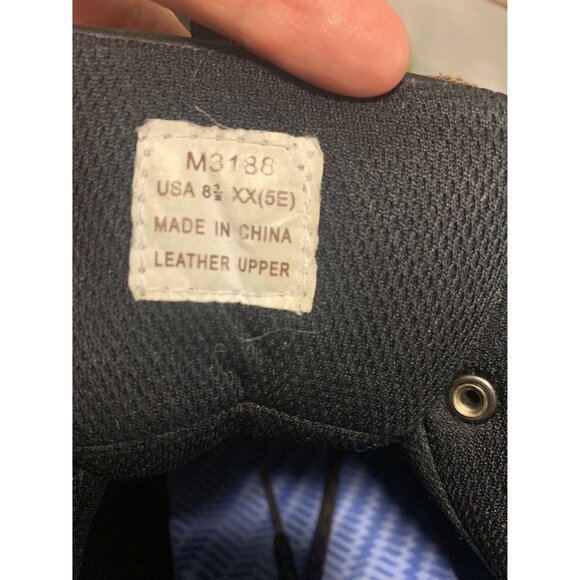 M3188
USA 8½ XX(5E)
MADE IN CHINA
LEATHER UPPER